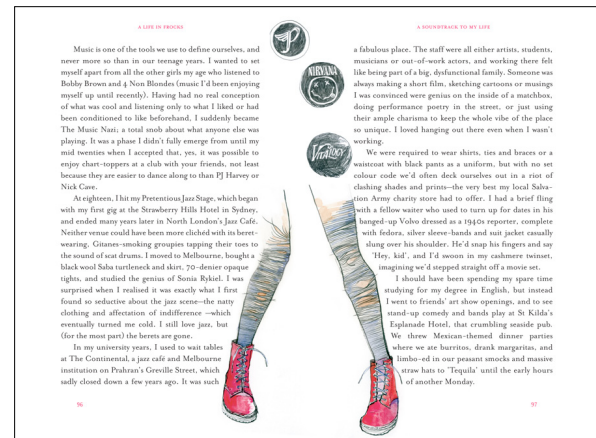 A LIFE IN FROCKS
Music is one of the tools we use to define ourselves, and
never more so than in our teenage years. I wanted to set
myself apart from all the other girls my age who listened to
Bobby Brown and 4 Non Blondes (music I'd been enjoying
myself up until recently). Having had no real conception
of what was cool and listening only to what I liked or had
been conditioned to like beforehand, I suddenly became
The Music Nazi; a total snob about what anyone else was
playing. It was a phase I didn't fully emerge from until my
mid twenties when I accepted that, yes, it was possible to
enjoy chart-toppers at a club with your friends, not least
because they are easier to dance along to than PJ Harvey or
Nick Cave.
At eighteen, I hit my Pretentious Jazz Stage, which began
with my first gig at the Strawberry Hills Hotel in Sydney,
and ended many years later in North London's Jazz Café.
Neither venue could have been more clichéd with its beret-
wearing, Gitanes-smoking groupies tapping their toes to
the sound of scat drums. I moved to Melbourne, bought a
black wool Saba turtleneck and skirt, 70-denier opaque
tights, and studied the genius of Sonia Rykiel. I was
surprised when I realised it was exactly what I first
found so seductive about the jazz scene—the natty
clothing and affectation of indifference —which
eventually turned me cold. I still love jazz, but
(for the most part) the berets are gone.
In my university years, I used to wait tables
at The Continental, a jazz café and Melbourne
institution on Prahran's Greville Street, which
sadly closed down a few years ago. It was such
96
P
NIRVANA
VITALOGY
A SOUNDTRACK TO MY LIFE
a fabulous place. The staff were all either artists, students,
musicians or out-of-work actors, and working there felt
like being part of a big, dysfunctional family. Someone was
always making a short film, sketching cartoons or musings
I was convinced were genius on the inside of a matchbox,
doing performance poetry in the street, or just using
their ample charisma to keep the whole vibe of the place
so unique. I loved hanging out there even when I wasn't
working.
We were required to wear shirts, ties and braces or a
waistcoat with black pants as a uniform, but with no set
colour code we'd often deck ourselves out in a riot of
clashing shades and prints—the very best my local Salva-
tion Army charity store had to offer. I had a brief fling
with a fellow waiter who used to turn up for dates in his
banged-up Volvo dressed as a 1940s reporter, complete
with fedora, silver sleeve-bands and suit jacket casually
slung over his shoulder. He'd snap his fingers and say
'Hey, kid', and I'd swoon in my cashmere twinset,
imagining we'd stepped straight off a movie set.
I should have been spending my spare time
studying for my degree in English, but instead
I went to friends' art show openings, and to see
stand-up comedy and bands play at St Kilda's
Esplanade Hotel, that crumbling seaside pub.
We threw Mexican-themed dinner parties
where we ate burritos, drank margaritas, and
limbo-ed in our peasant smocks and massive
straw hats to 'Tequila' until the early hours
of another Monday.
97